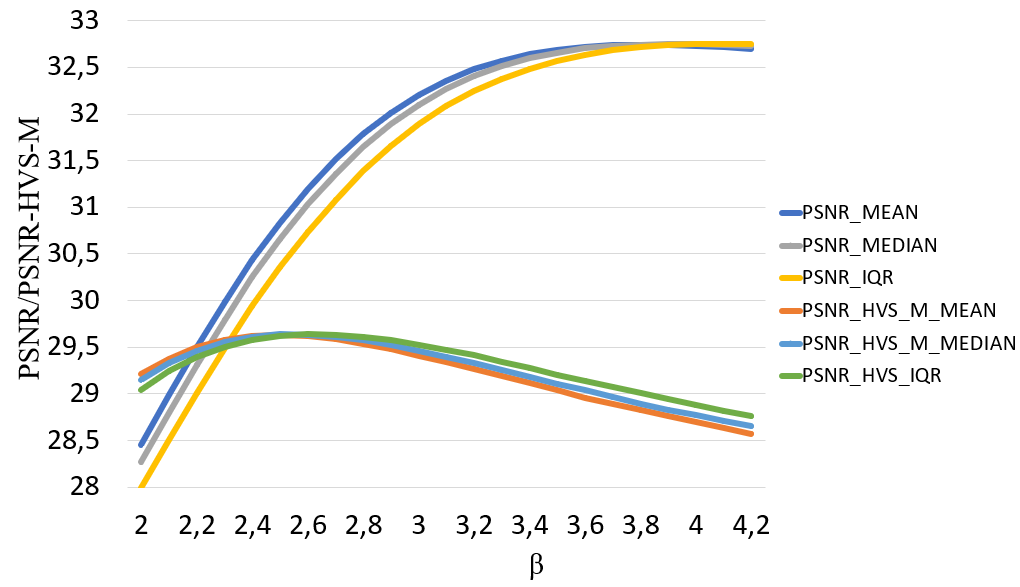 PSNR/PSNR-HVS-M
33
32,5
32
31,5
31
30,5
30
29,5
29
28,5
28
2 2,2 2,4 2,6 2,8 3 3,2 3,4 3,6 3,8 4 4,2
β
PSNR_MEAN
PSNR_MEDIAN
PSNR_IQR
PSNR_HVS_M_MEAN
PSNR_HVS_M_MEDIAN
PSNR_HVS_IQR